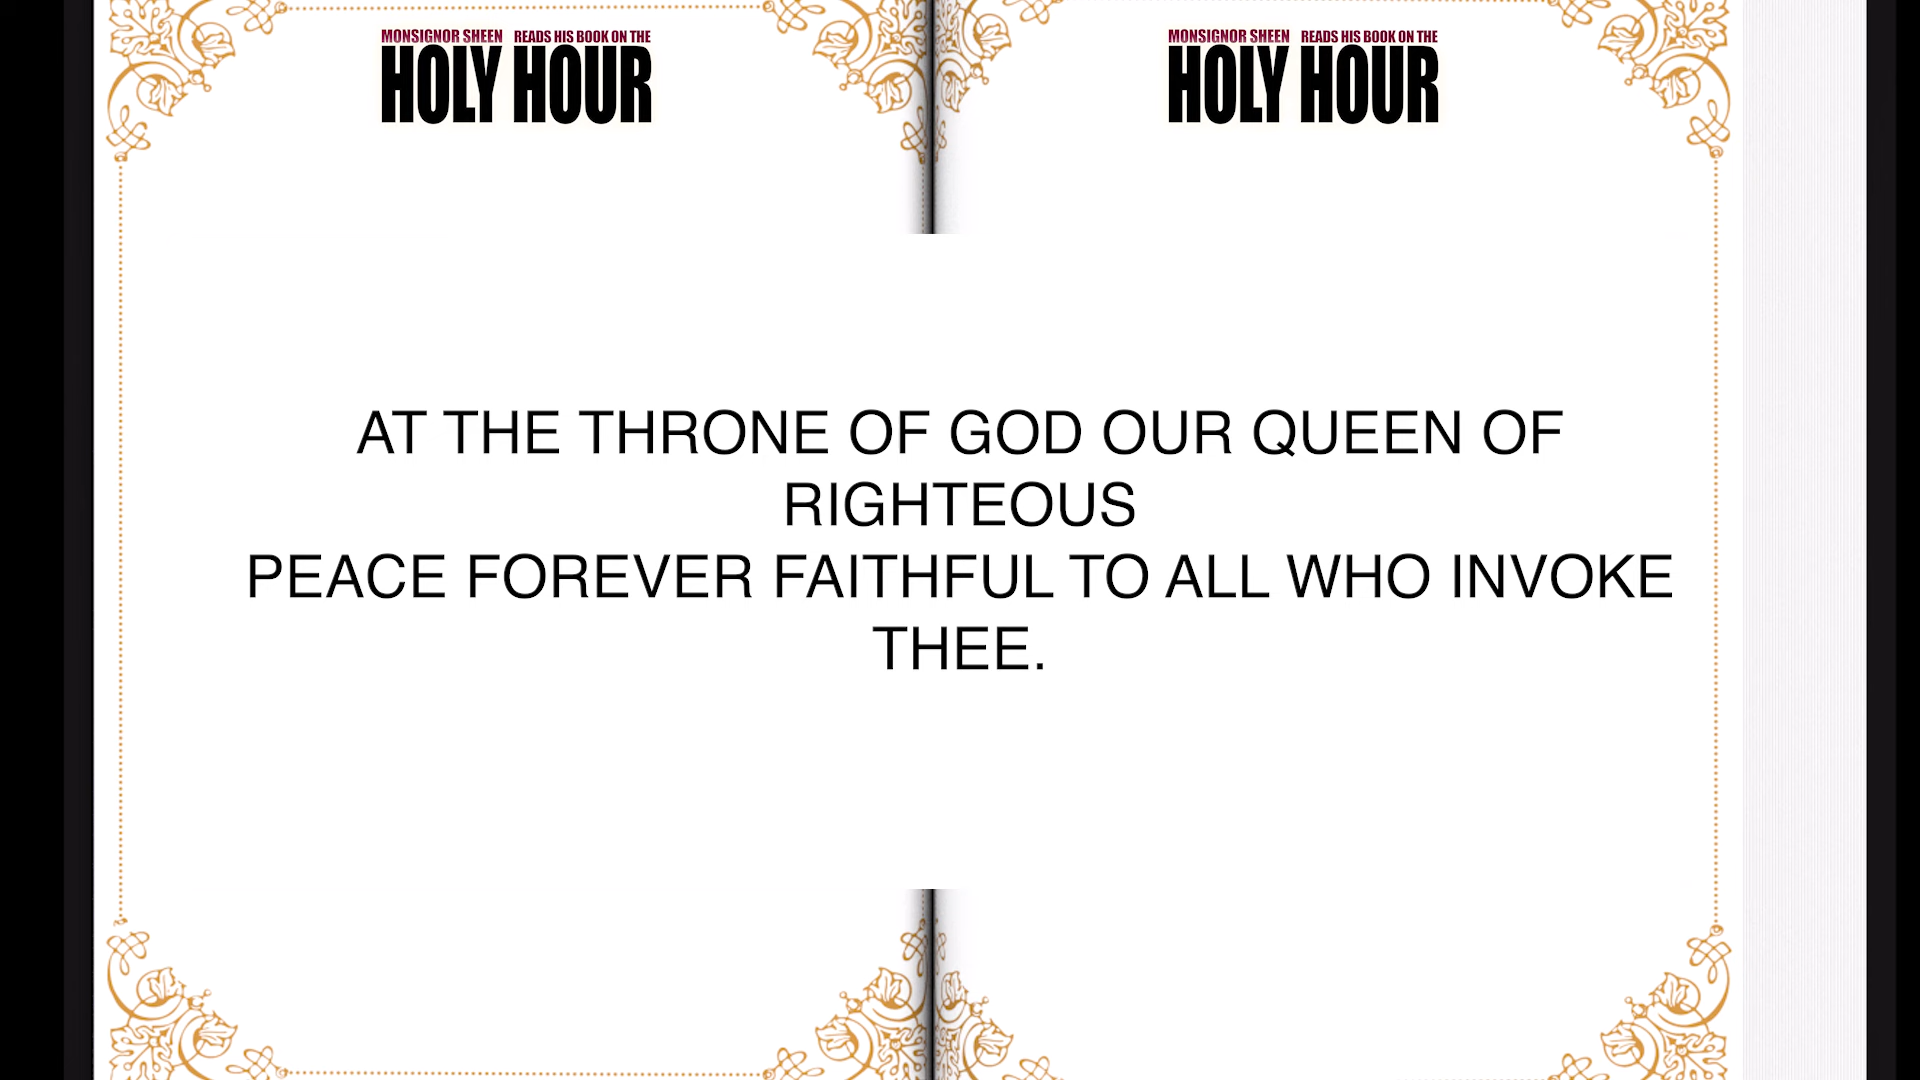 MONSIGNOR SHEEN READS HIS BOOK ON THE
HOLY HOUR
MONSIGNOR SHEEN READS HIS BOOK ON THE
HOLY HOUR
AT THE THRONE OF GOD OUR QUEEN OF
RIGHTEOUS
PEACE FOREVER FAITHFUL TO ALL WHO INVOKE
THEE.